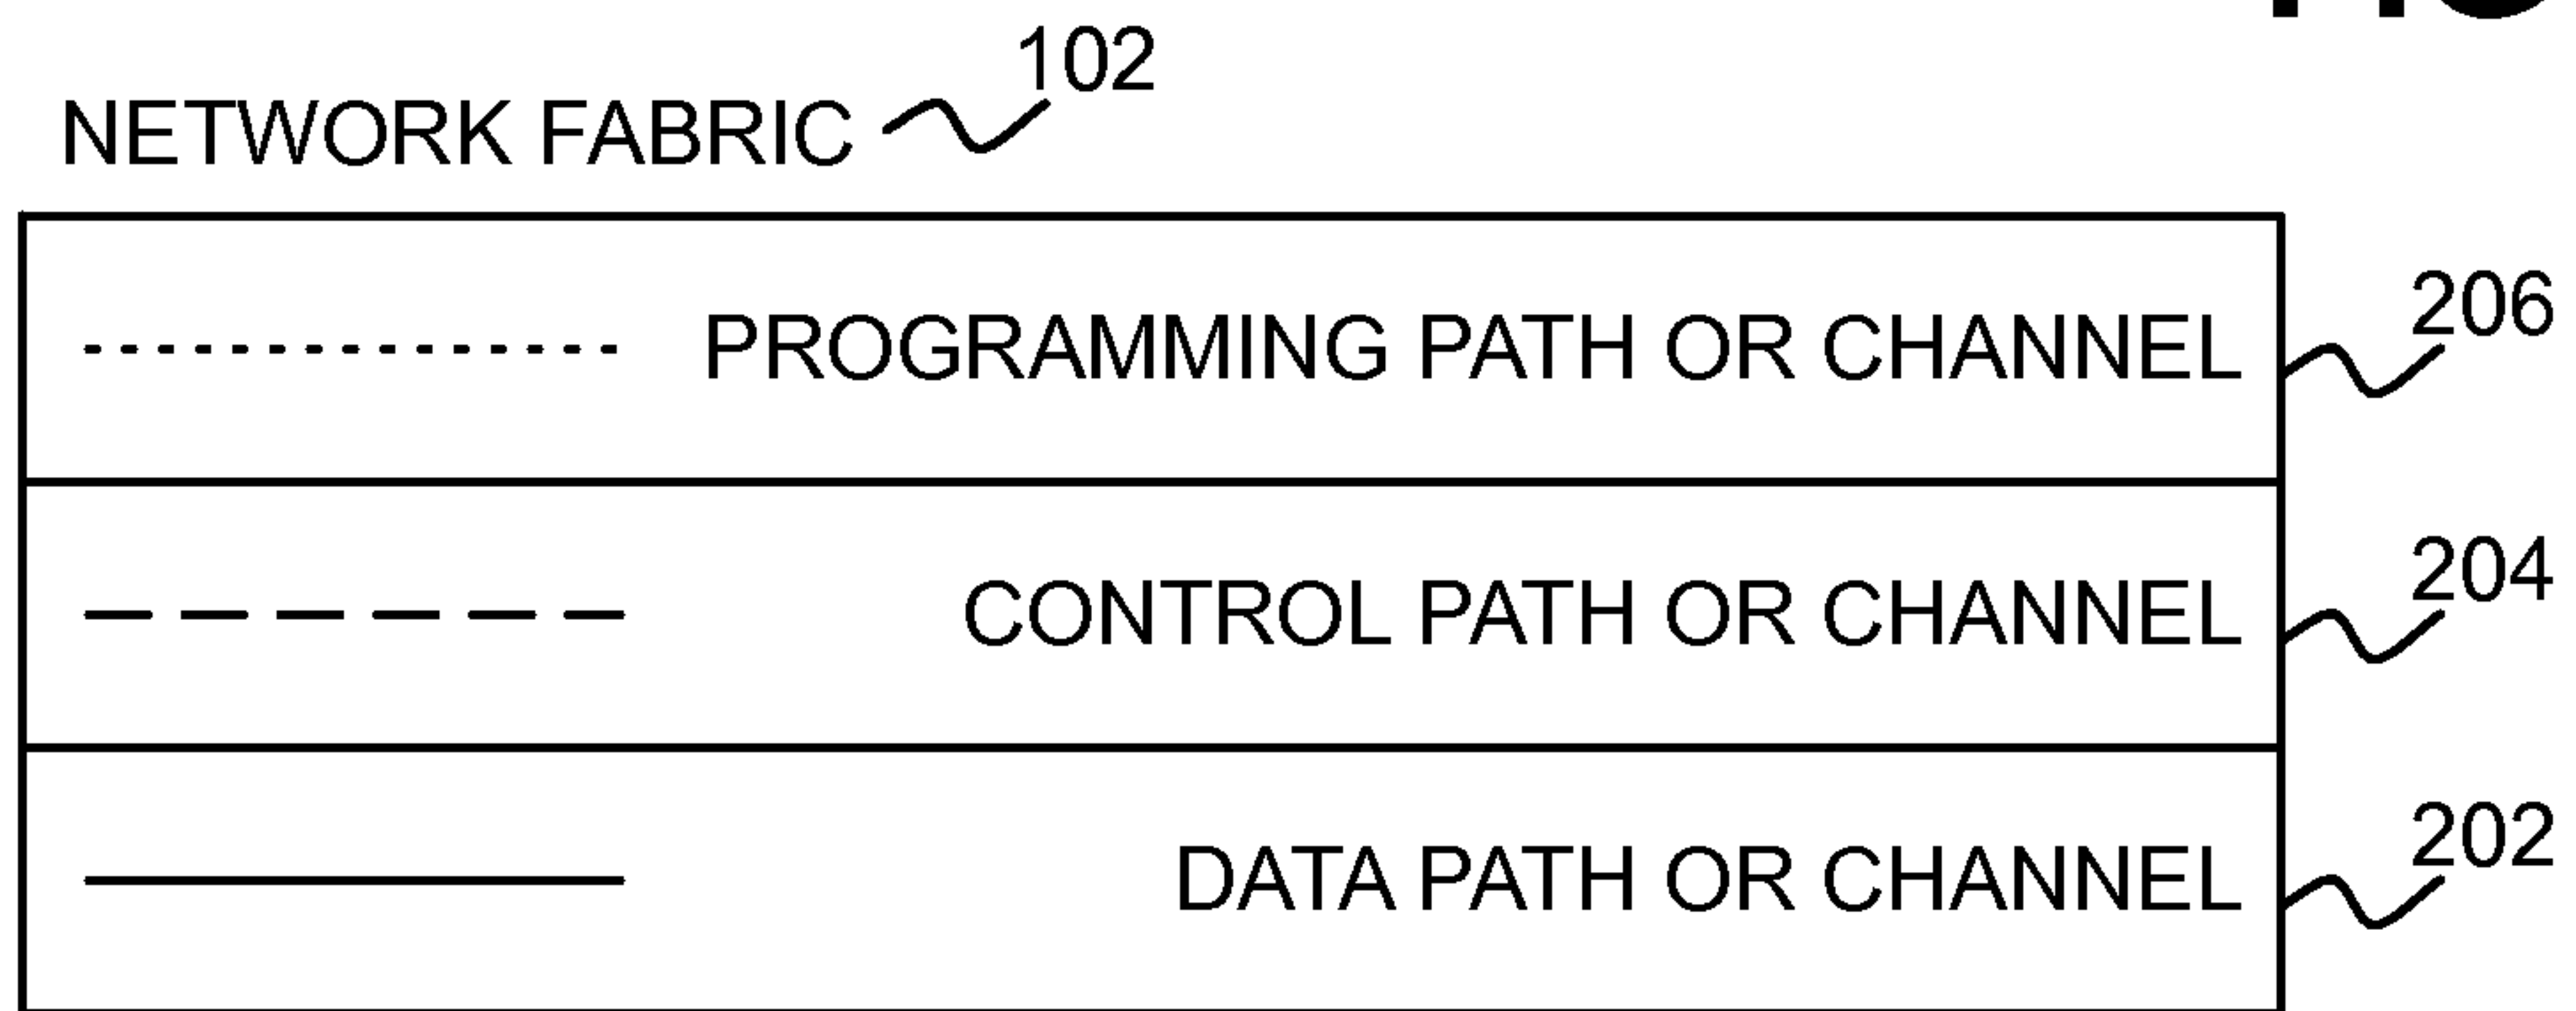 102
NETWORK FABRIC
206
PROGRAMMING PATH OR CHANNEL
204
CONTROL PATH OR CHANNEL
202
DATA PATH OR CHANNEL